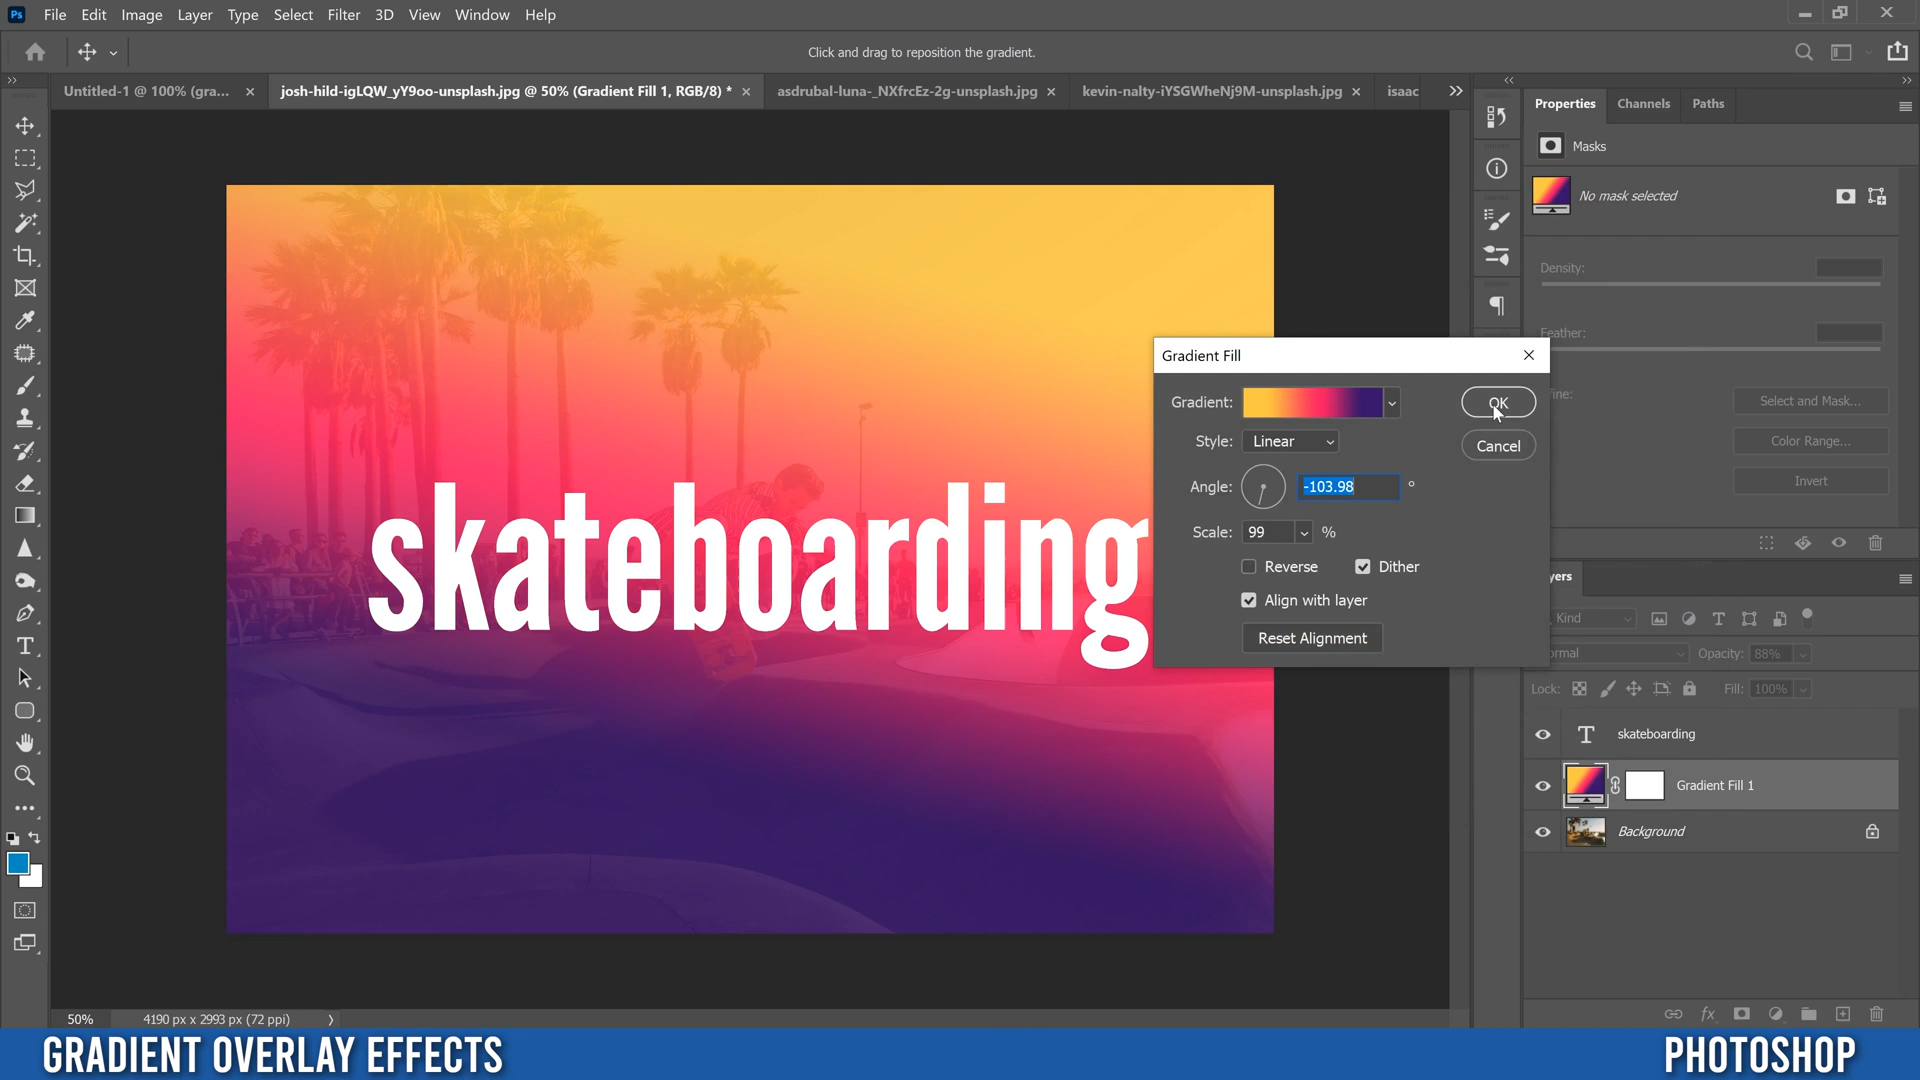 Ps File Edit Image Layer Type Select Filter 3D View Window Help
Click and drag to reposition the gradient.
Untitled-1 @ 100% (gra... × josh-hild-igLQW_yY9oo-unsplash.jpg @ 50% (Gradient Fill 1, RGB/8) * × asdrubal-luna-_NXfrcEz-2g-unsplash.jpg × kevin-nalty-iYSGWheNj9M-unsplash.jpg × isaac
Properties Channels Paths
Masks
No mask selected
Density:
Feather:
Select and Mask...
Color Range...
Invert
Gradient Fill
Gradient:
OK
Style: Linear
Cancel
Angle: -103.98 °
Scale: 99 %
Reverse Dither
Align with layer
Reset Alignment
skateboarding
Kind
Opacity: 88%
Lock: Fill: 100%
skateboarding
Gradient Fill 1
Background
50% 4190 px x 2993 px (72 ppi)
GRADIENT OVERLAY EFFECTS
PHOTOSHOP